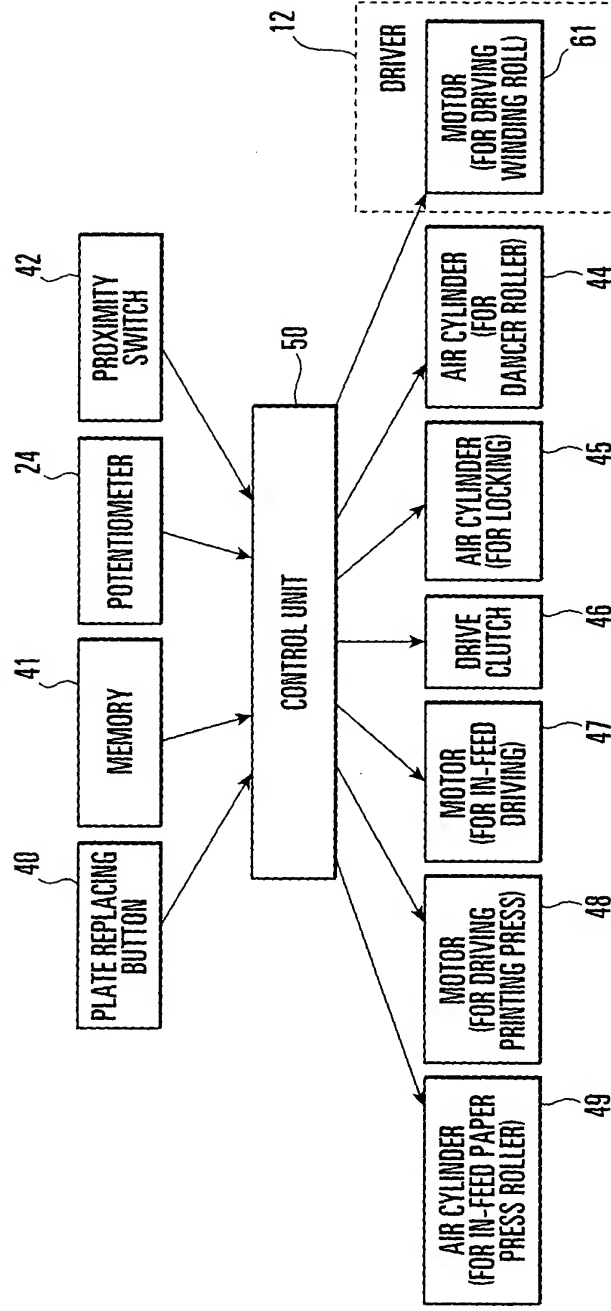 40
PLATE REPLACING
BUTTON
41
MEMORY
24
POTENTIOMETER
42
PROXIMITY
SWITCH
50
CONTROL UNIT
12
DRIVER
AIR CYLINDER
(FOR IN-FEED PAPER
PRESS ROLLER)
49
MOTOR
(FOR DRIVING
PRINTING PRESS)
48
MOTOR
(FOR IN-FEED
DRIVING)
47
DRIVE
CLUTCH
46
AIR CYLINDER
(FOR LOCKING)
45
AIR CYLINDER
(FOR
DANCER ROLLER)
44
MOTOR
(FOR DRIVING
WINDING ROLL)
61